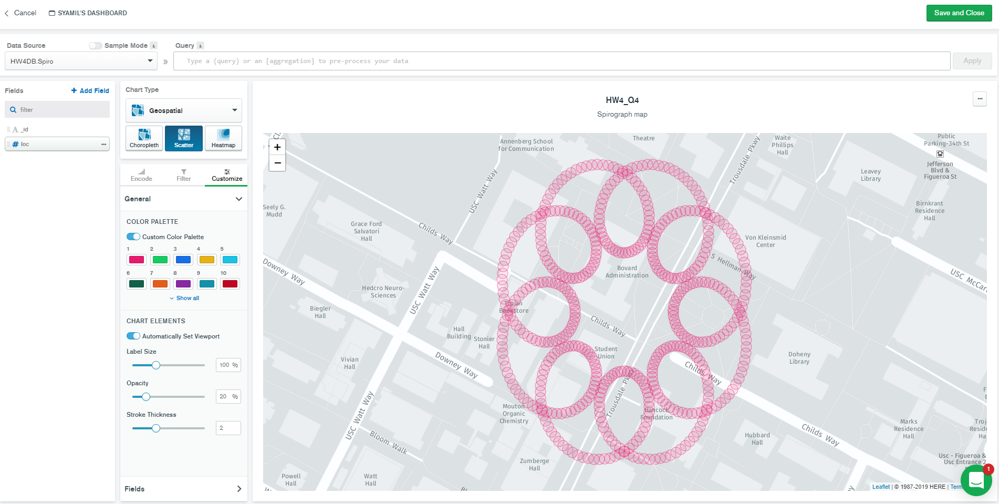 Cancel
SYAMIL'S DASHBOARD
Save and Close
Data Source
Sample Mode
i
Query
i
HW4DB.Spiro
»
Type a {query} or an [aggregation] to pre-process your data
Apply
Fields
+ Add Field
filter
A _id
# loc
...
Chart Type
Geospatial
Choropleth
Scatter
Heatmap
Encode
Filter
Customize
General
COLOR PALETTE
Custom Color Palette
1 2 3 4 5
6 7 8 9 10
Show all
CHART ELEMENTS
Automatically Set Viewport
Label Size
100 %
Opacity
20 %
Stroke Thickness
2
Fields
HW4_Q4
Spirograph map
...
+
−
Annenberg School
for Communication
Theatre
Trousdale Pkwy
Waite
Phillips
Hall
Public
Parking-34th St
Jefferson
Blvd &
Figueroa St
Leavey
Library
USC Watt Way
Seely G.
Mudd
Birnkrant
Residence
Hall
Grace Ford
Salvatori
Hall
Childs Way
Von Kleinsmid
Center
S Hellman Way
Downey Way
USC Watt Way
Bovard
Administration
USC McCar
Hedcro Neuro-
Sciences
Biegler
Hall
Trojan
Bookstore
Childs Way
Hall
Building
Stonier
Hall
Student
Union
Vivian
Hall
Downey Way
Doheny
Library
Childs Way
Trousdale Pkwy
USC Watt Way
Mouton
Organic
Chemistry
Hancock
Foundation
Marks
Residence
Hall
Troj
Reside
Ha
Bloom Walk
Hubbard
Hall
Childs Way
Zumberge
Hall
Usc - Figueroa &
Usc Entrance 2
Powell
Hall
Watt
Hall
Leaflet | © 1987-2019 HERE | Term
1